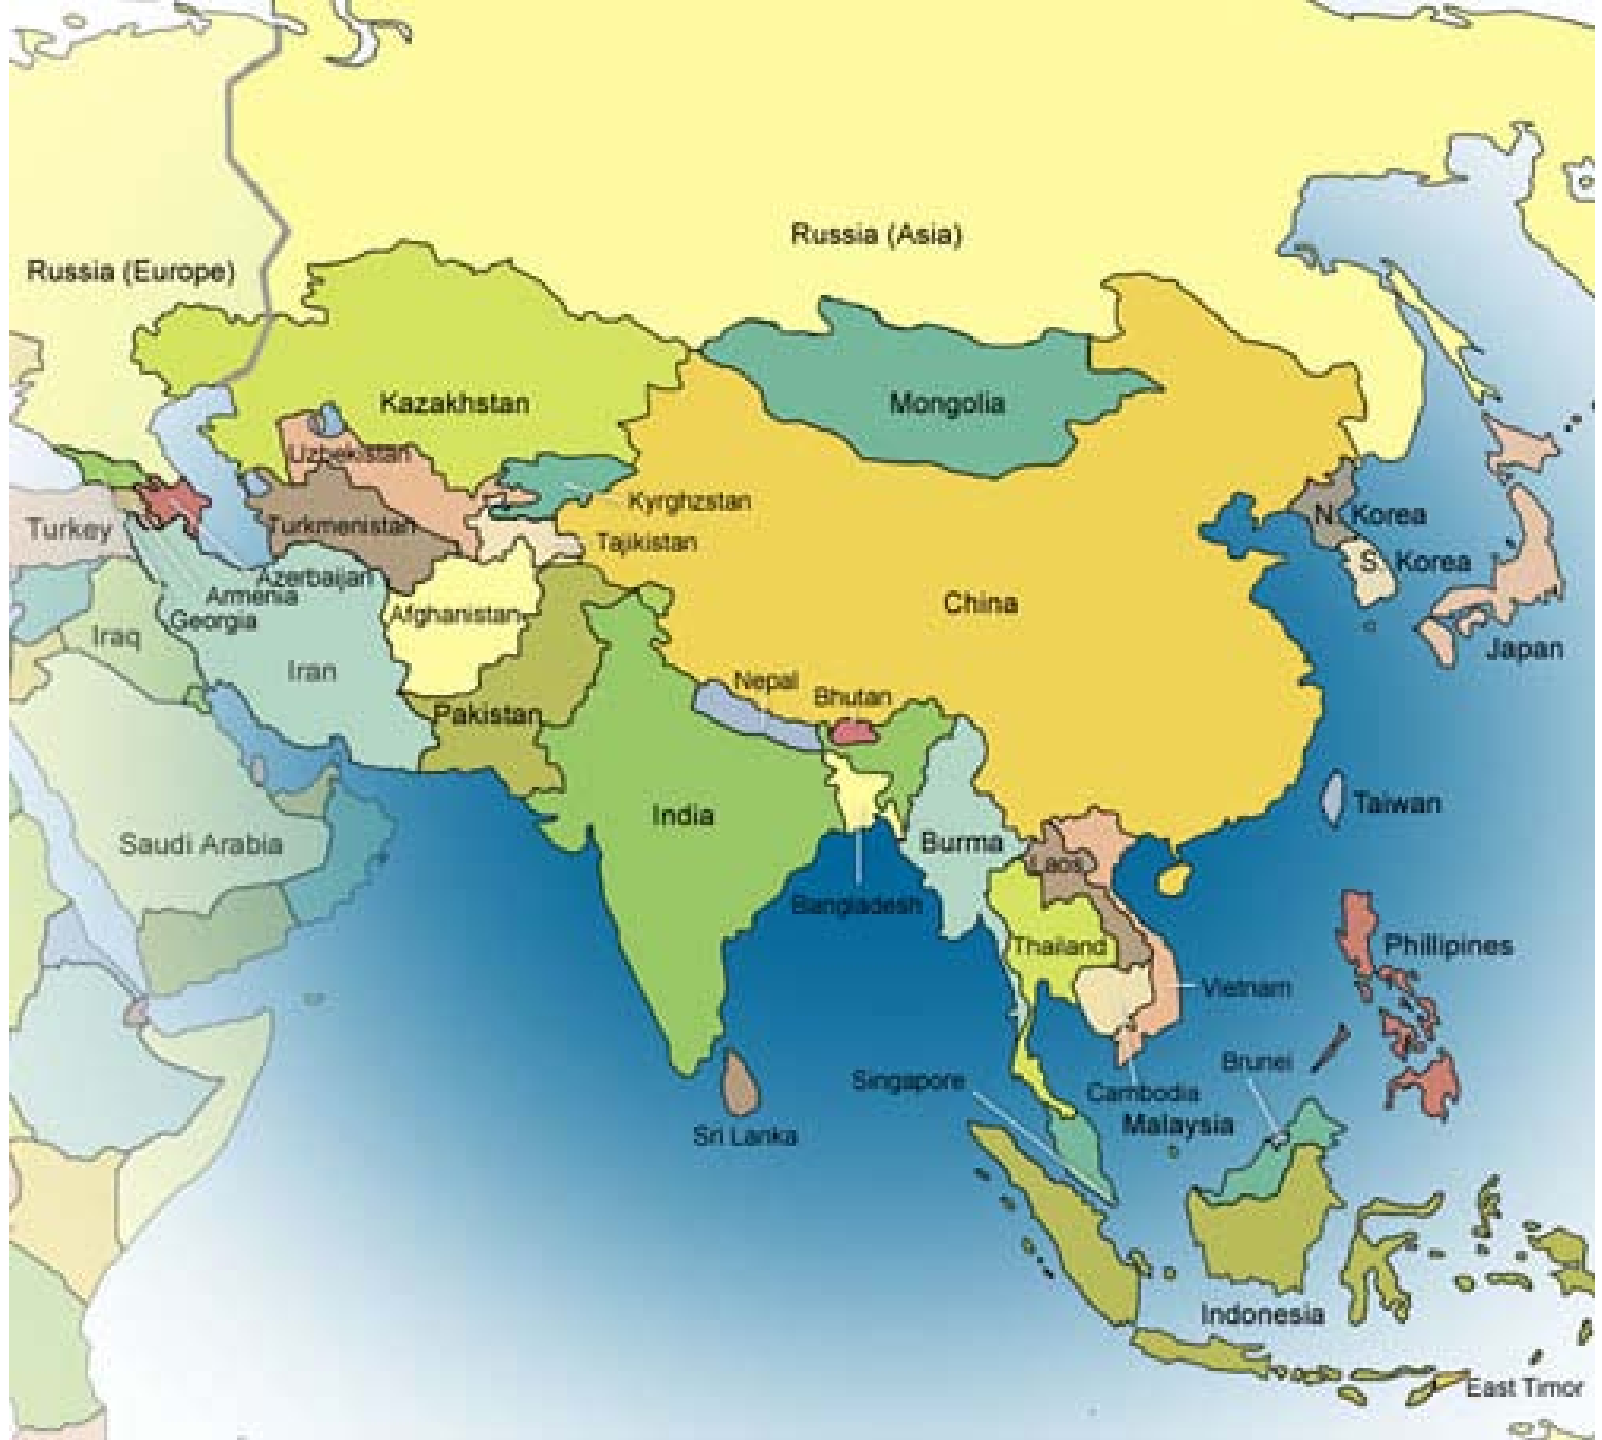 Russia (Asia)
Russia (Europe)
Kazakhstan
Mongolia
Uzbekistan
Kyrghzstan
Turkey
Turkmenistan
N. Korea
Tajikistan
S. Korea
Azerbaijan
Armenia
Afghanistan
China
Georgia
Iraq
Japan
Iran
Nepal
Bhutan
Pakistan
Taiwan
India
Saudi Arabia
Burma
Laos
Bangladesh
Thailand
Phillipines
Vietnam
Brunei
Singapore
Cambodia
Malaysia
Sri Lanka
Indonesia
East Timor